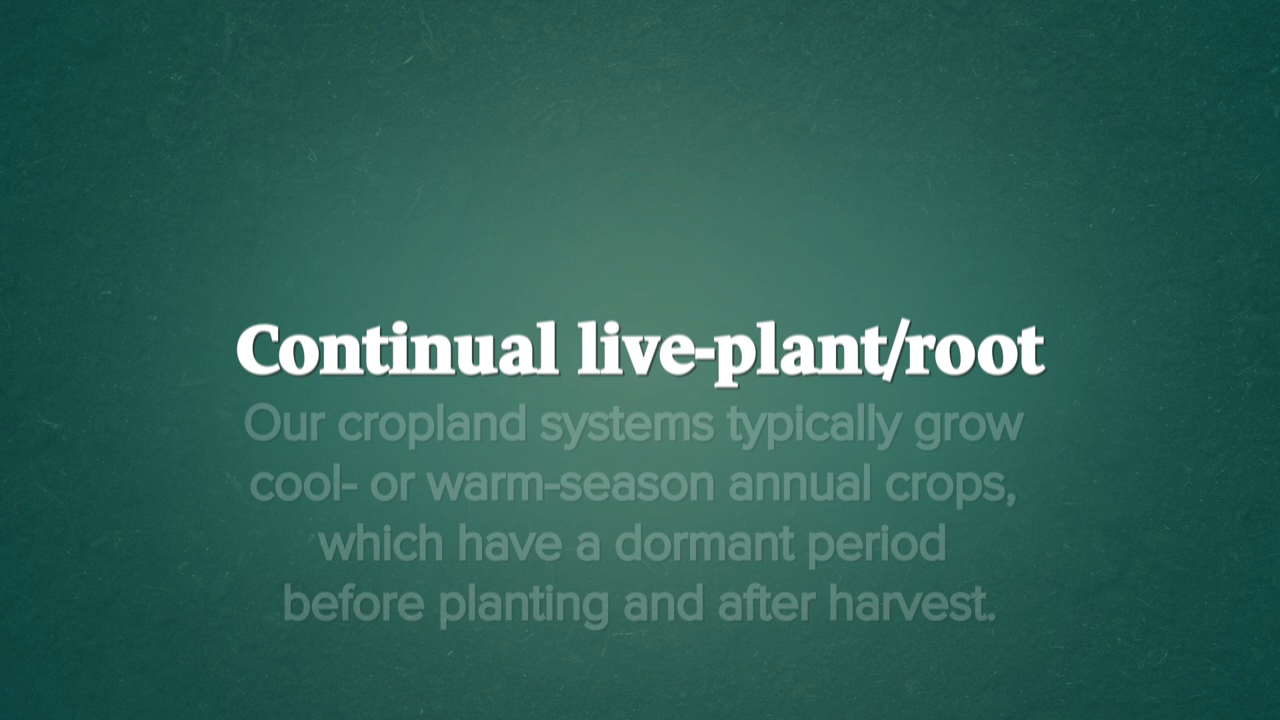 Continual live-plant/root
Our cropland systems typically grow
cool- or warm-season annual crops,
which have a dormant period
before planting and after harvest.